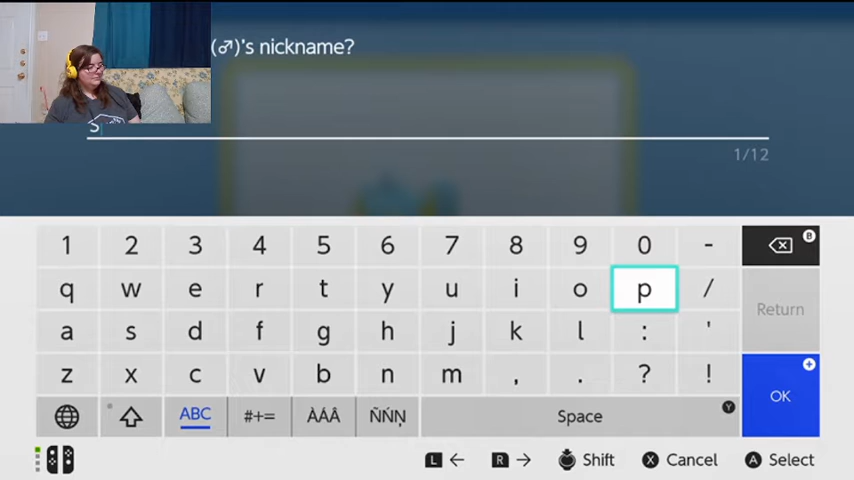 (♂)'s nickname?
S
1/12
1 2 3 4 5 6 7 8 9 0 -
q w e r t y u i o p /
Return
a s d f g h j k l : '
z x c v b n m , . ? !
OK
ABC #+= ÀÁÂ ÑŃŅ Space
L ← R → Shift X Cancel A Select